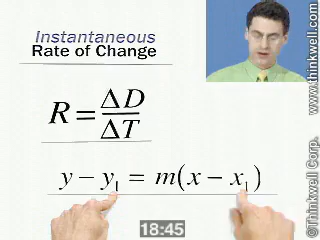 Instantaneous
Rate of Change
R = ΔD/ΔT
y − y₁ = m(x − x₁)
18:45
www.thinkwell.com
©Thinkwell Corp.